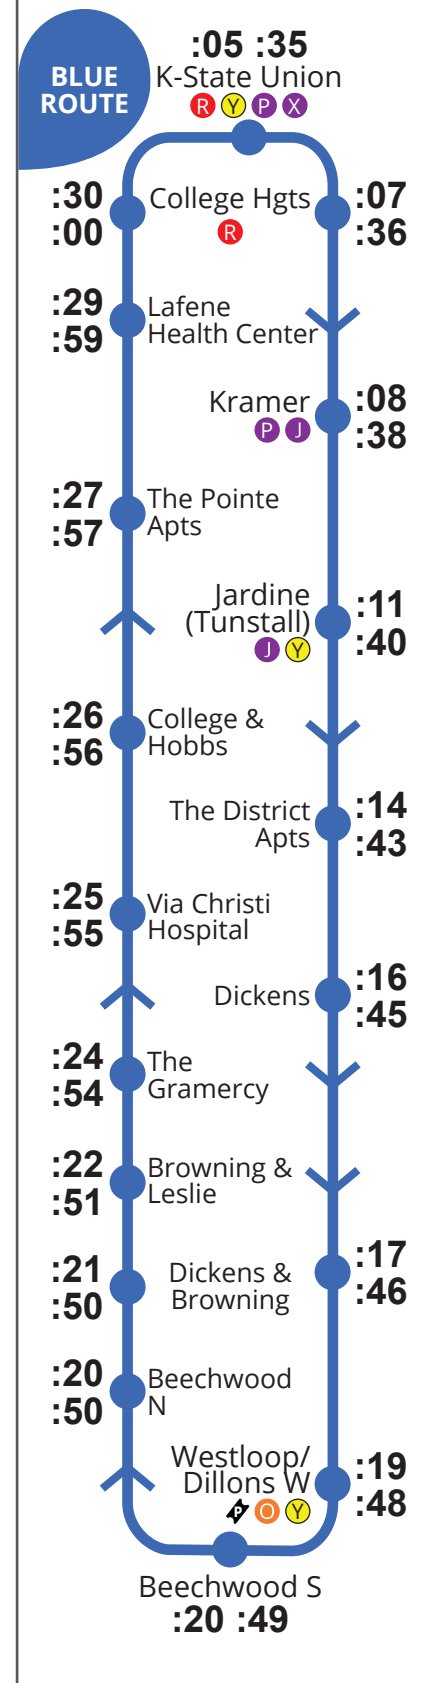 BLUE
ROUTE
:05 :35
K-State Union
R Y P X
College Hgts
R
:07
:36
Kramer
P J
:08
:38
Jardine
(Tunstall)
J Y
:11
:40
The District
Apts
:14
:43
Dickens
:16
:45
Dickens &
Browning
:17
:46
Westloop/
Dillons W
P O Y
:19
:48
Beechwood S
:20 :49
Beechwood
N
:20
:50
:21
:50
Browning &
Leslie
:22
:51
The
Gramercy
:24
:54
Via Christi
Hospital
:25
:55
College &
Hobbs
:26
:56
The Pointe
Apts
:27
:57
Lafene
Health Center
:29
:59
:30
:00